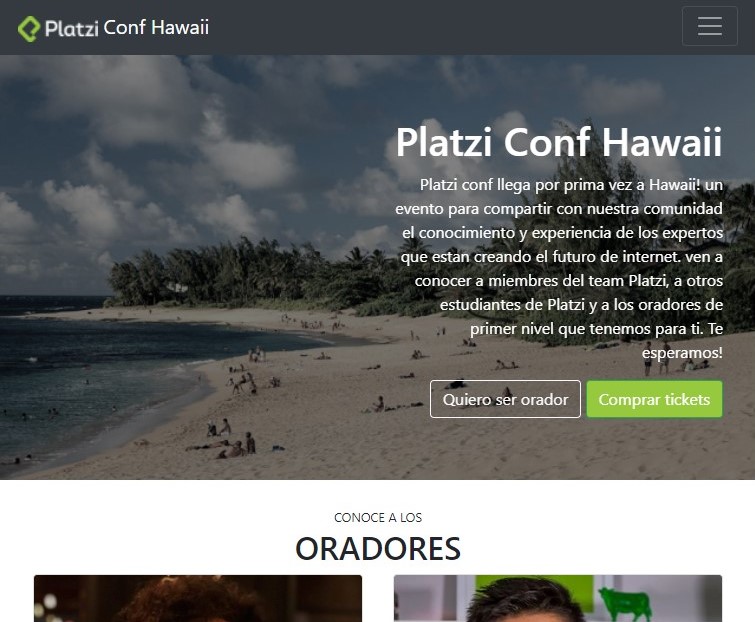 Platzi Conf Hawaii
Platzi Conf Hawaii
Platzi conf llega por prima vez a Hawaii! un
evento para compartir con nuestra comunidad
el conocimiento y experiencia de los expertos
que estan creando el futuro de internet. ven a
conocer a miembros del team Platzi, a otros
estudiantes de Platzi y a los oradores de
primer nivel que tenemos para ti. Te
esperamos!
Quiero ser orador Comprar tickets
CONOCE A LOS
ORADORES